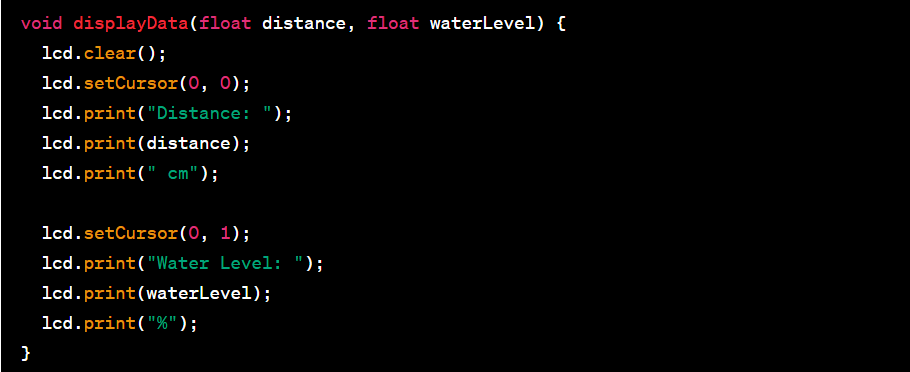 void displayData(float distance, float waterLevel) {
  lcd.clear();
  lcd.setCursor(0, 0);
  lcd.print("Distance: ");
  lcd.print(distance);
  lcd.print(" cm");

  lcd.setCursor(0, 1);
  lcd.print("Water Level: ");
  lcd.print(waterLevel);
  lcd.print("%");
}